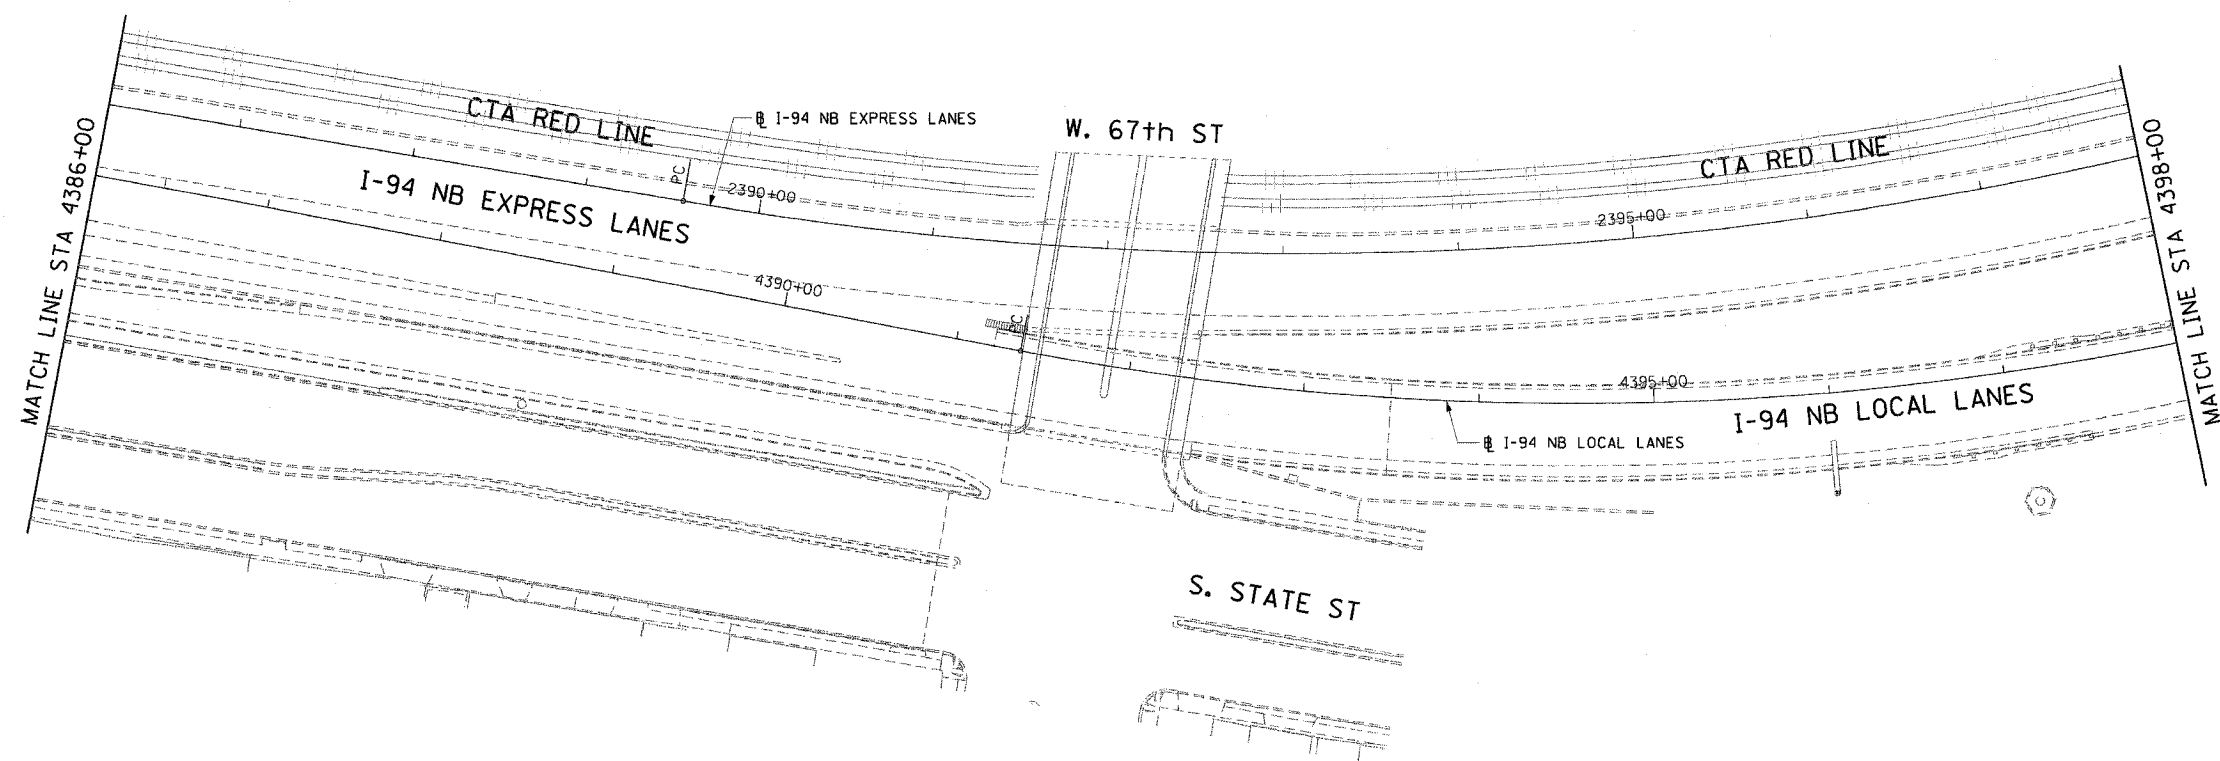 MATCH LINE STA 4386+00
CTA RED LINE
℄ I-94 NB EXPRESS LANES
W. 67th ST
CTA RED LINE
MATCH LINE STA 4398+00
PC
2390+00
I-94 NB EXPRESS LANES
2395+00
4390+00
PC
4395+00
I-94 NB LOCAL LANES
℄ I-94 NB LOCAL LANES
S. STATE ST